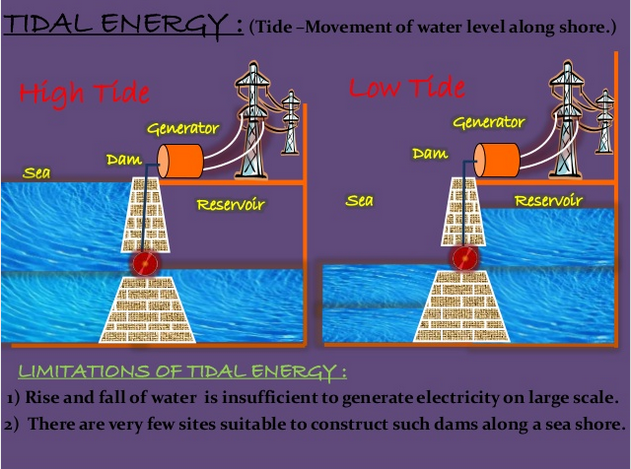 TIDAL ENERGY : (Tide –Movement of water level along shore.)
High Tide
Generator
Dam
Sea
Reservoir
Low Tide
Generator
Dam
Sea
Reservoir
LIMITATIONS OF TIDAL ENERGY :
1) Rise and fall of water is insufficient to generate electricity on large scale.
2) There are very few sites suitable to construct such dams along a sea shore.